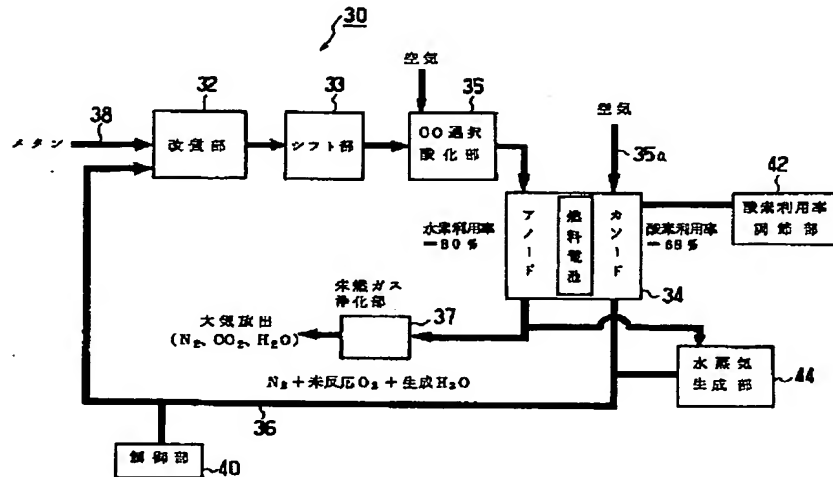 30
空気
32
33
35
空気
メタン
38
改質部
シフト部
CO選択
酸化部
35a
42
酸素利用率
調節部
水素利用率
ー80%
アノード
燃料電池
カソード
酸素利用率
34
未燃ガス
浄化部
37
大気放出
(N₂、CO₂、H₂O)
水蒸気
生成部
44
N₂+未反応O₂+生成H₂O
36
制御部
40